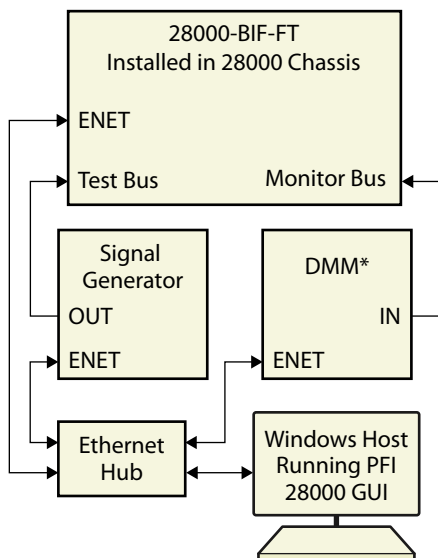 28000-BIF-FT
Installed in 28000 Chassis
ENET
Test Bus
Monitor Bus
Signal
Generator
OUT
ENET
DMM*
IN
ENET
Ethernet
Hub
Windows Host
Running PFI
28000 GUI